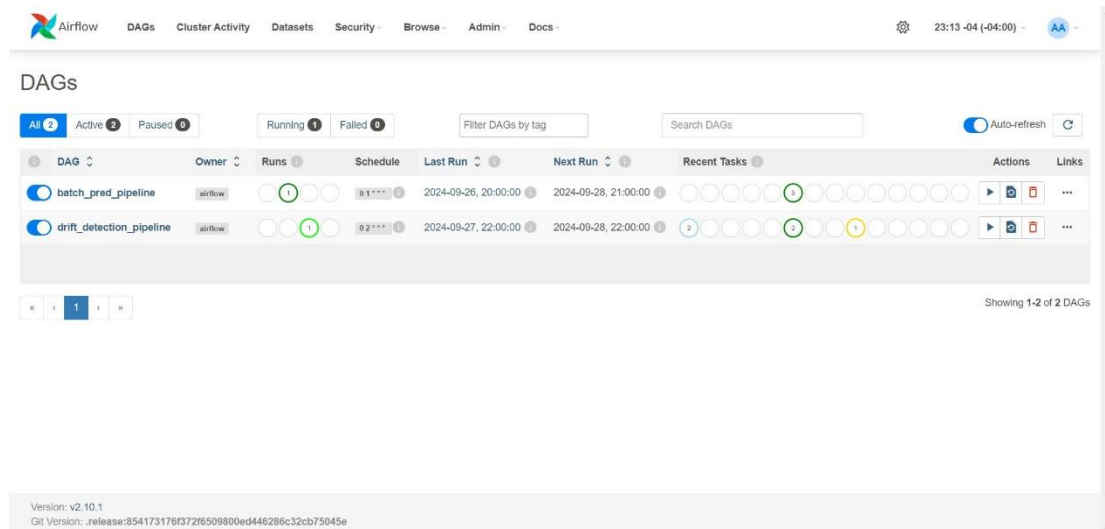 Airflow DAGs Cluster Activity Datasets Security Browse Admin Docs 23:13 -04 (-04:00) AA
DAGs
All 2 Active 2 Paused 0 Running 1 Failed 0 Filter DAGs by tag Search DAGs Auto-refresh
DAG Owner Runs Schedule Last Run Next Run Recent Tasks Actions Links
batch_pred_pipeline airflow 1 0 1 * * * 2024-09-26, 20:00:00 2024-09-28, 21:00:00 5
drift_detection_pipeline airflow 1 0 2 * * * 2024-09-27, 22:00:00 2024-09-28, 22:00:00 2 2 1
« ‹ 1 › » Showing 1-2 of 2 DAGs
Version: v2.10.1
Git Version: .release:854173176f372f6509800ed446286c32cb75045e